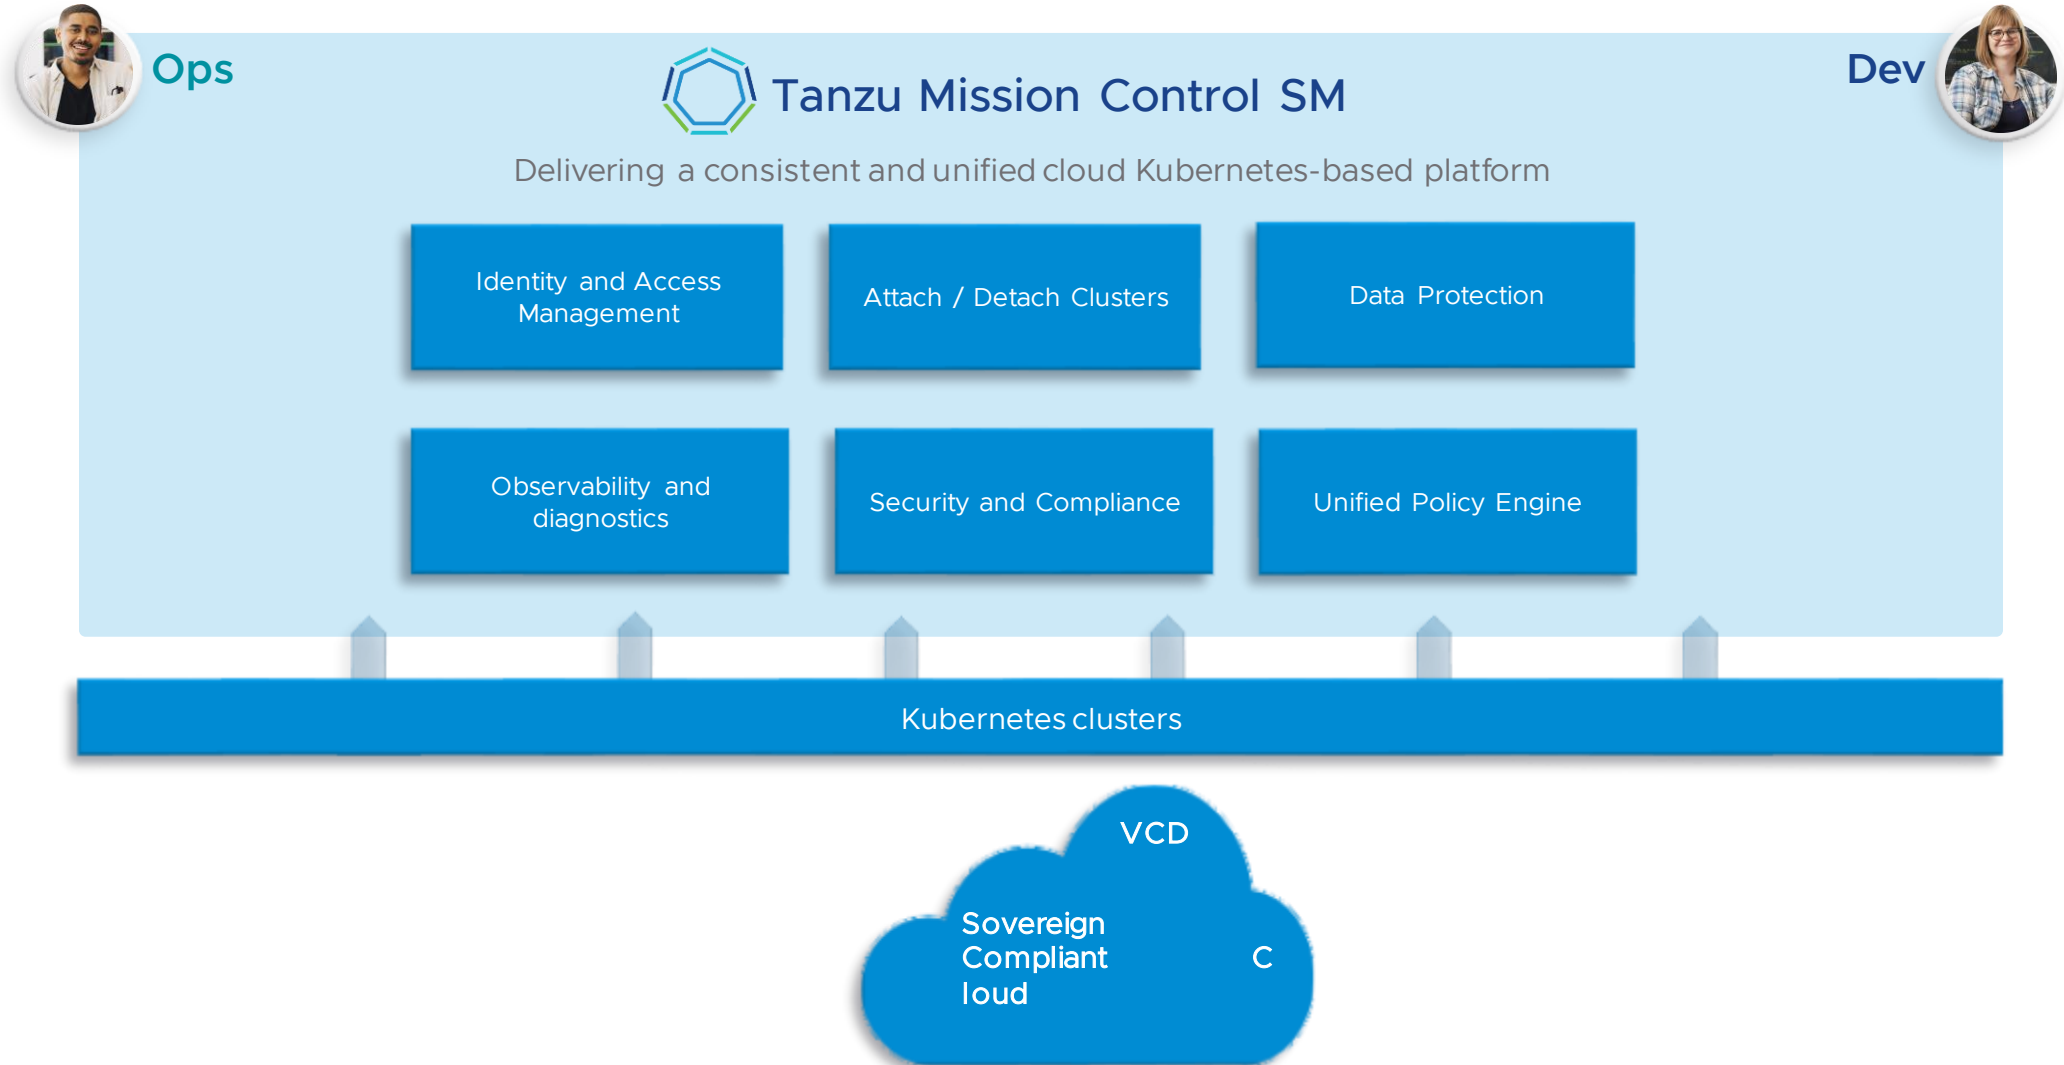 Ops
Dev
Tanzu Mission Control SM
Delivering a consistent and unified cloud Kubernetes-based platform
Identity and Access
Management
Attach / Detach Clusters
Data Protection
Observability and
diagnostics
Security and Compliance
Unified Policy Engine
Kubernetes clusters
VCD
Sovereign
Compliant C
loud